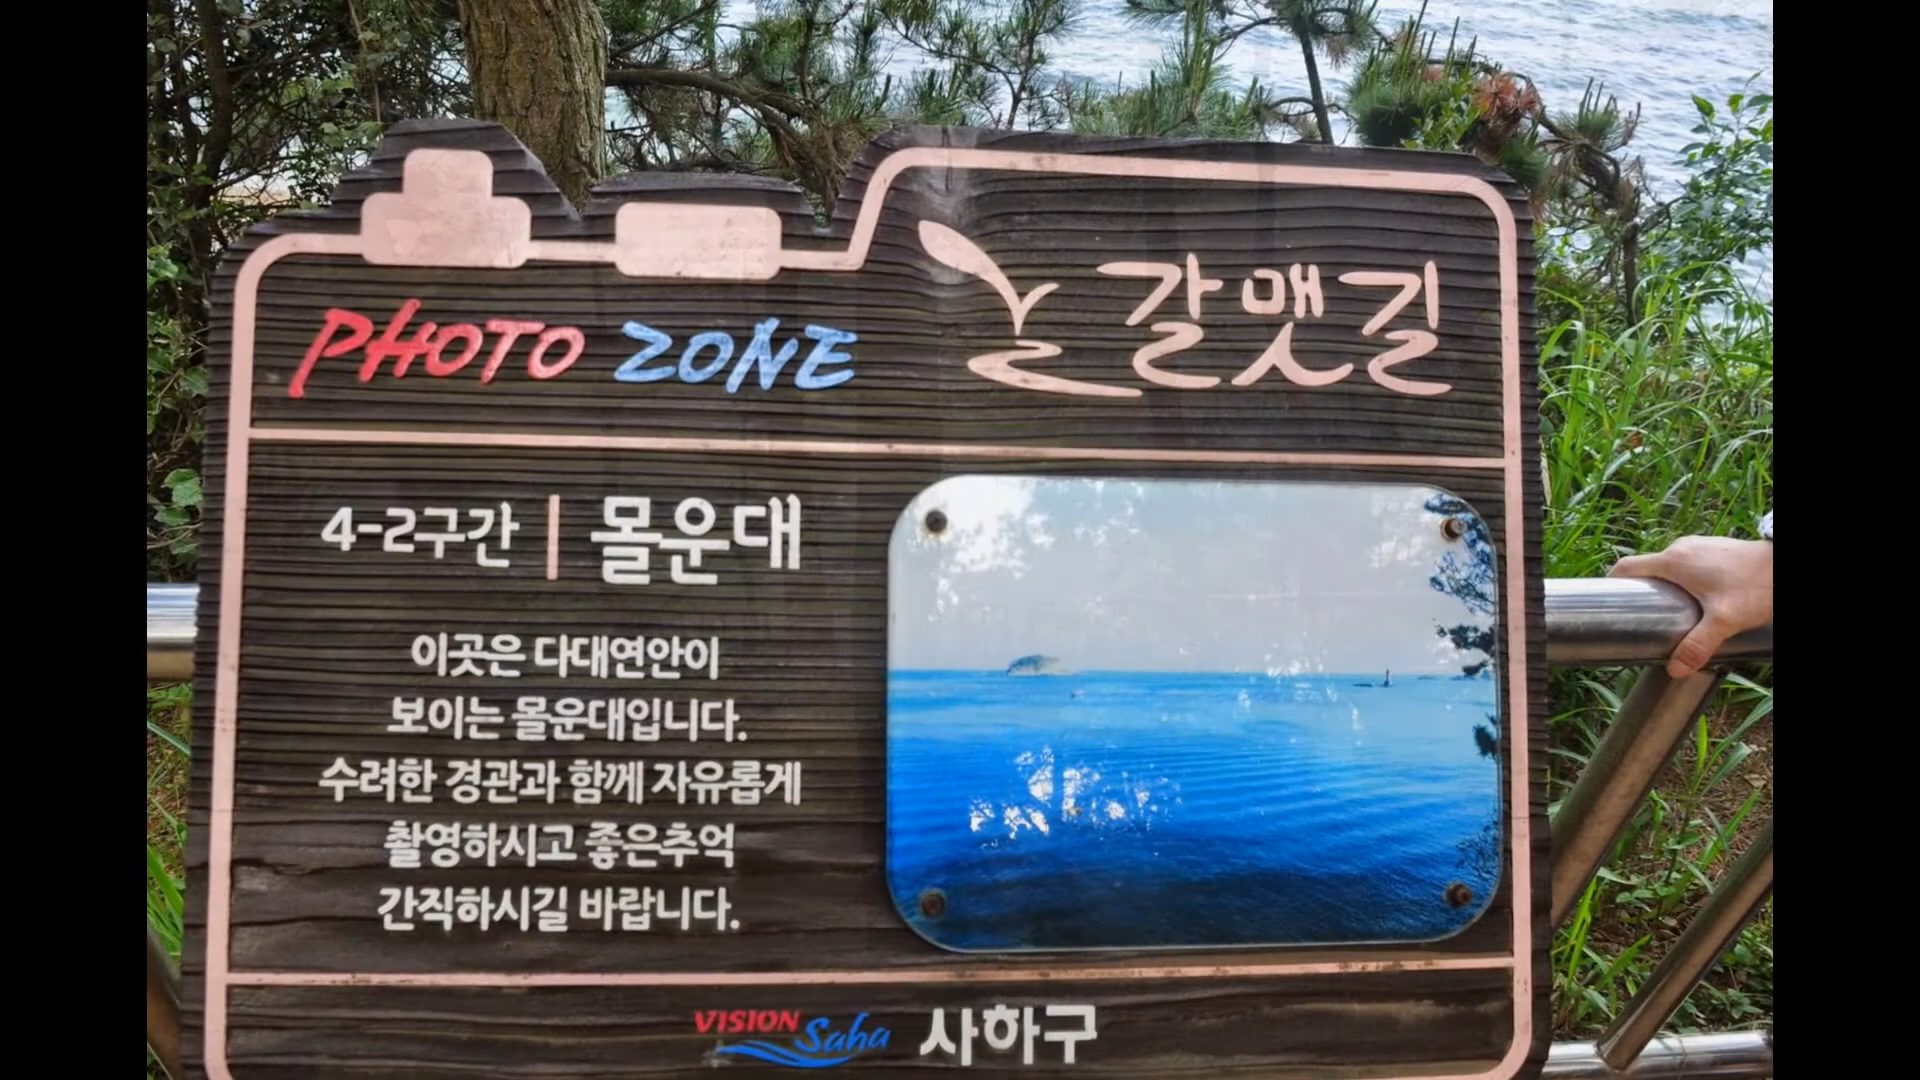 PHOTO ZONE
갈맷길
4-2구간 | 몰운대
이곳은 다대연안이
보이는 몰운대입니다.
수려한 경관과 함께 자유롭게
촬영하시고 좋은추억
간직하시길 바랍니다.
VISION Saha 사하구